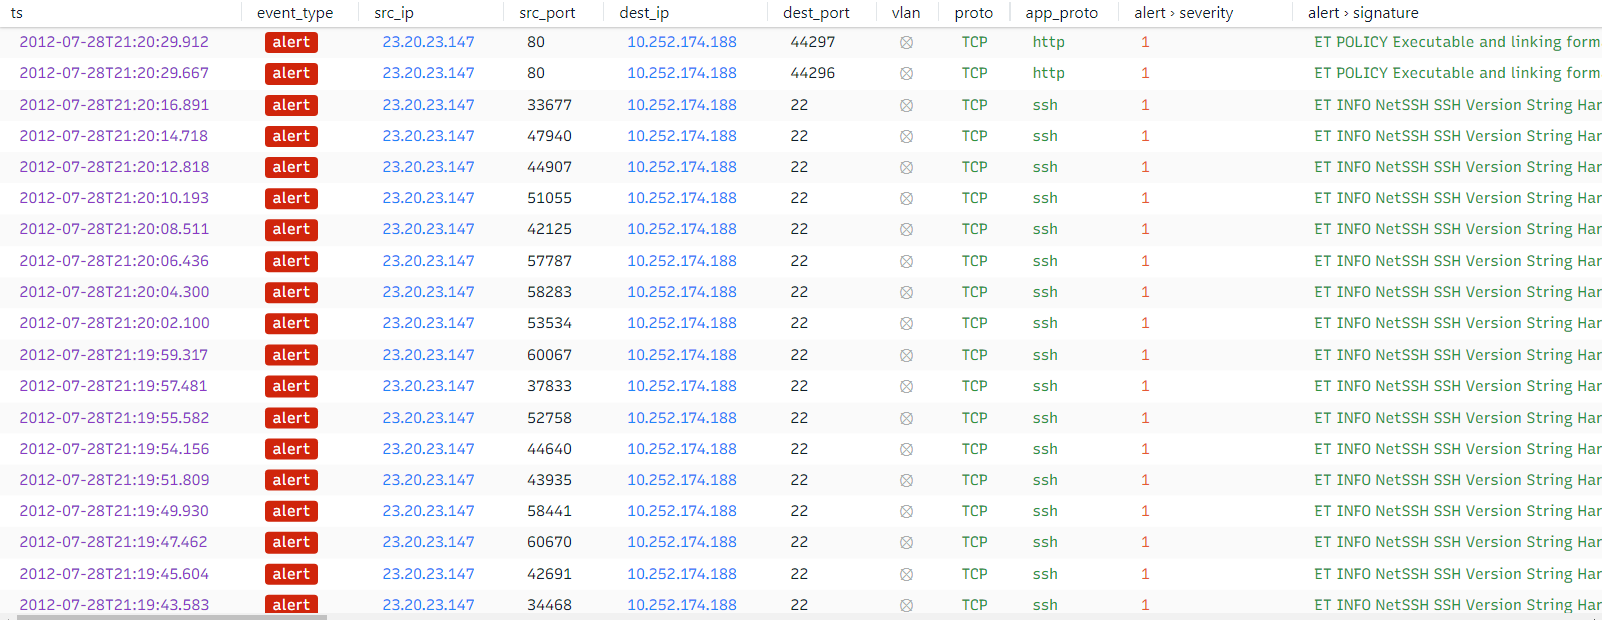 ts event_type src_ip src_port dest_ip dest_port vlan proto app_proto alert › severity alert › signature
2012-07-28T21:20:29.912 alert 23.20.23.147 80 10.252.174.188 44297 TCP http 1 ET POLICY Executable and linking form
2012-07-28T21:20:29.667 alert 23.20.23.147 80 10.252.174.188 44296 TCP http 1 ET POLICY Executable and linking form
2012-07-28T21:20:16.891 alert 23.20.23.147 33677 10.252.174.188 22 TCP ssh 1 ET INFO NetSSH SSH Version String Har
2012-07-28T21:20:14.718 alert 23.20.23.147 47940 10.252.174.188 22 TCP ssh 1 ET INFO NetSSH SSH Version String Har
2012-07-28T21:20:12.818 alert 23.20.23.147 44907 10.252.174.188 22 TCP ssh 1 ET INFO NetSSH SSH Version String Har
2012-07-28T21:20:10.193 alert 23.20.23.147 51055 10.252.174.188 22 TCP ssh 1 ET INFO NetSSH SSH Version String Har
2012-07-28T21:20:08.511 alert 23.20.23.147 42125 10.252.174.188 22 TCP ssh 1 ET INFO NetSSH SSH Version String Har
2012-07-28T21:20:06.436 alert 23.20.23.147 57787 10.252.174.188 22 TCP ssh 1 ET INFO NetSSH SSH Version String Har
2012-07-28T21:20:04.300 alert 23.20.23.147 58283 10.252.174.188 22 TCP ssh 1 ET INFO NetSSH SSH Version String Har
2012-07-28T21:20:02.100 alert 23.20.23.147 53534 10.252.174.188 22 TCP ssh 1 ET INFO NetSSH SSH Version String Har
2012-07-28T21:19:59.317 alert 23.20.23.147 60067 10.252.174.188 22 TCP ssh 1 ET INFO NetSSH SSH Version String Har
2012-07-28T21:19:57.481 alert 23.20.23.147 37833 10.252.174.188 22 TCP ssh 1 ET INFO NetSSH SSH Version String Har
2012-07-28T21:19:55.582 alert 23.20.23.147 52758 10.252.174.188 22 TCP ssh 1 ET INFO NetSSH SSH Version String Har
2012-07-28T21:19:54.156 alert 23.20.23.147 44640 10.252.174.188 22 TCP ssh 1 ET INFO NetSSH SSH Version String Har
2012-07-28T21:19:51.809 alert 23.20.23.147 43935 10.252.174.188 22 TCP ssh 1 ET INFO NetSSH SSH Version String Har
2012-07-28T21:19:49.930 alert 23.20.23.147 58441 10.252.174.188 22 TCP ssh 1 ET INFO NetSSH SSH Version String Har
2012-07-28T21:19:47.462 alert 23.20.23.147 60670 10.252.174.188 22 TCP ssh 1 ET INFO NetSSH SSH Version String Har
2012-07-28T21:19:45.604 alert 23.20.23.147 42691 10.252.174.188 22 TCP ssh 1 ET INFO NetSSH SSH Version String Har
2012-07-28T21:19:43.583 alert 23.20.23.147 34468 10.252.174.188 22 TCP ssh 1 ET INFO NetSSH SSH Version String Har